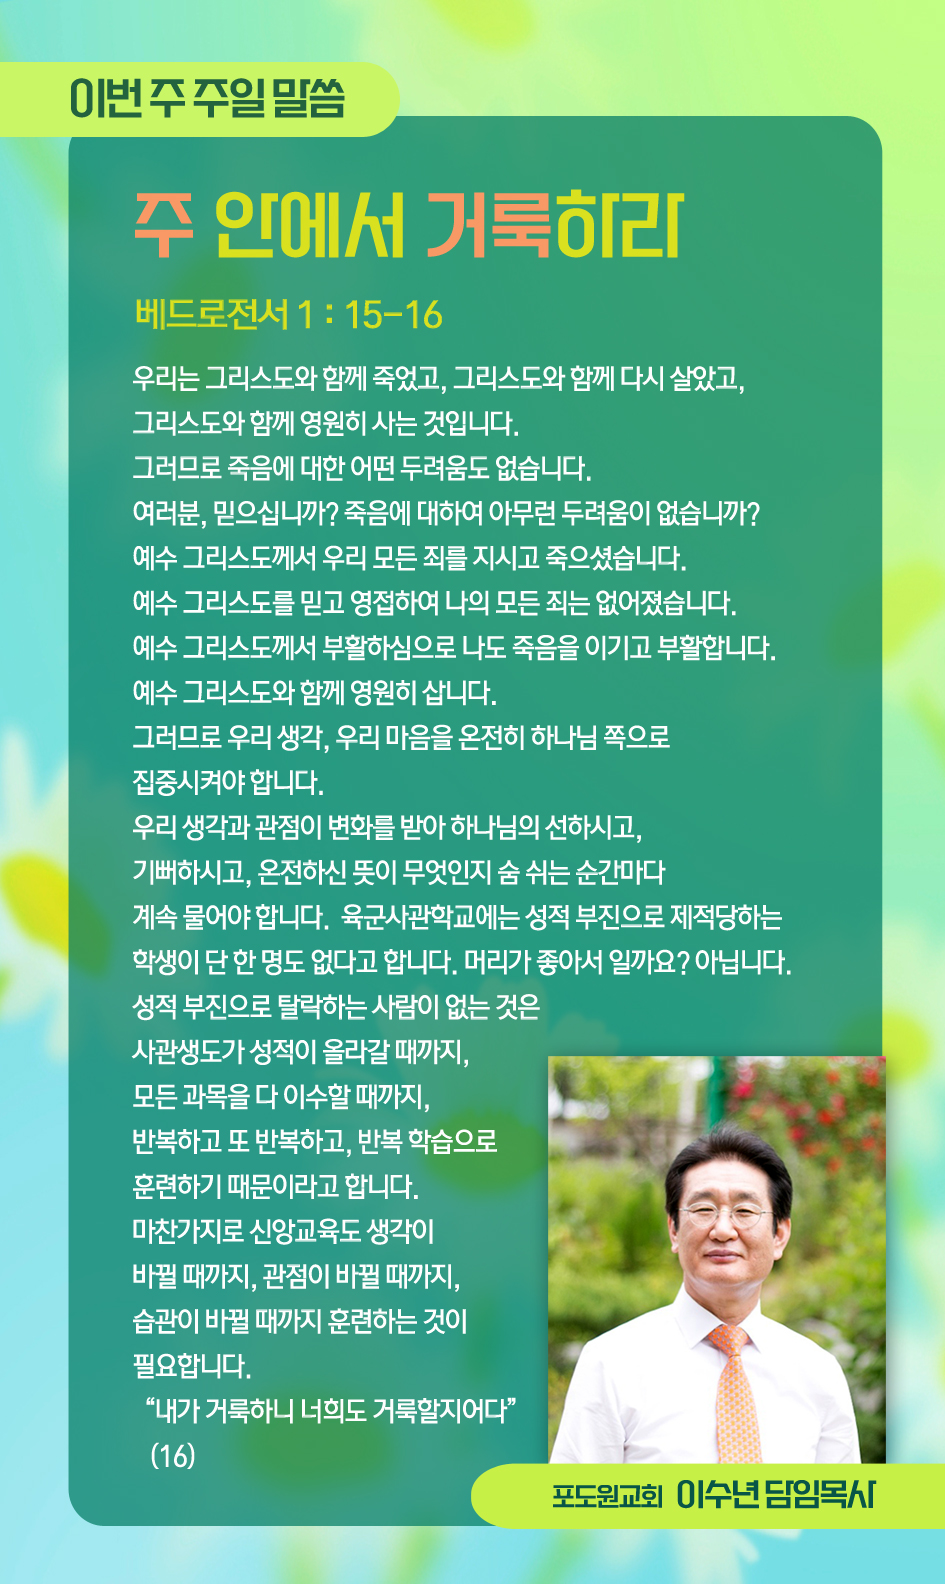 이번 주 주일 말씀
주 안에서 거룩하라
베드로전서 1 : 15-16
우리는 그리스도와 함께 죽었고, 그리스도와 함께 다시 살았고,
그리스도와 함께 영원히 사는 것입니다.
그러므로 죽음에 대한 어떤 두려움도 없습니다.
여러분, 믿으십니까? 죽음에 대하여 아무런 두려움이 없습니까?
예수 그리스도께서 우리 모든 죄를 지시고 죽으셨습니다.
예수 그리스도를 믿고 영접하여 나의 모든 죄는 없어졌습니다.
예수 그리스도께서 부활하심으로 나도 죽음을 이기고 부활합니다.
예수 그리스도와 함께 영원히 삽니다.
그러므로 우리 생각, 우리 마음을 온전히 하나님 쪽으로
집중시켜야 합니다.
우리 생각과 관점이 변화를 받아 하나님의 선하시고,
기뻐하시고, 온전하신 뜻이 무엇인지 숨 쉬는 순간마다
계속 물어야 합니다. 육군사관학교에는 성적 부진으로 제적당하는
학생이 단 한 명도 없다고 합니다. 머리가 좋아서 일까요? 아닙니다.
성적 부진으로 탈락하는 사람이 없는 것은
사관생도가 성적이 올라갈 때까지,
모든 과목을 다 이수할 때까지,
반복하고 또 반복하고, 반복 학습으로
훈련하기 때문이라고 합니다.
마찬가지로 신앙교육도 생각이
바뀔 때까지, 관점이 바뀔 때까지,
습관이 바뀔 때까지 훈련하는 것이
필요합니다.
“내가 거룩하니 너희도 거룩할지어다”
(16)
포도원교회 이수년 담임목사